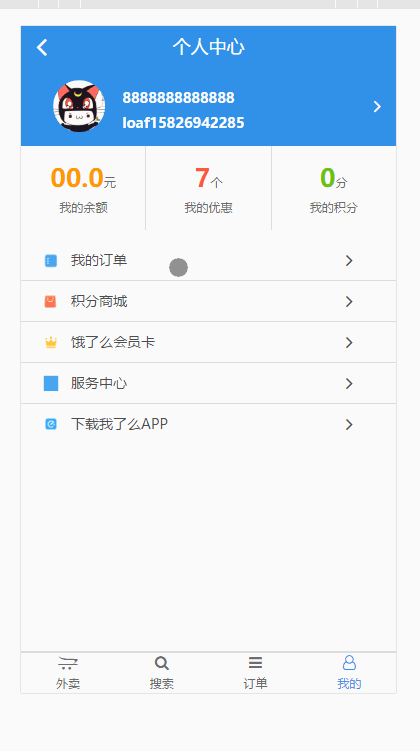 个人中心
8888888888888
loaf15826942285
00.0元
7个
0分
我的余额
我的优惠
我的积分
我的订单
积分商城
饿了么会员卡
服务中心
下载我了么APP
外卖
搜索
订单
我的